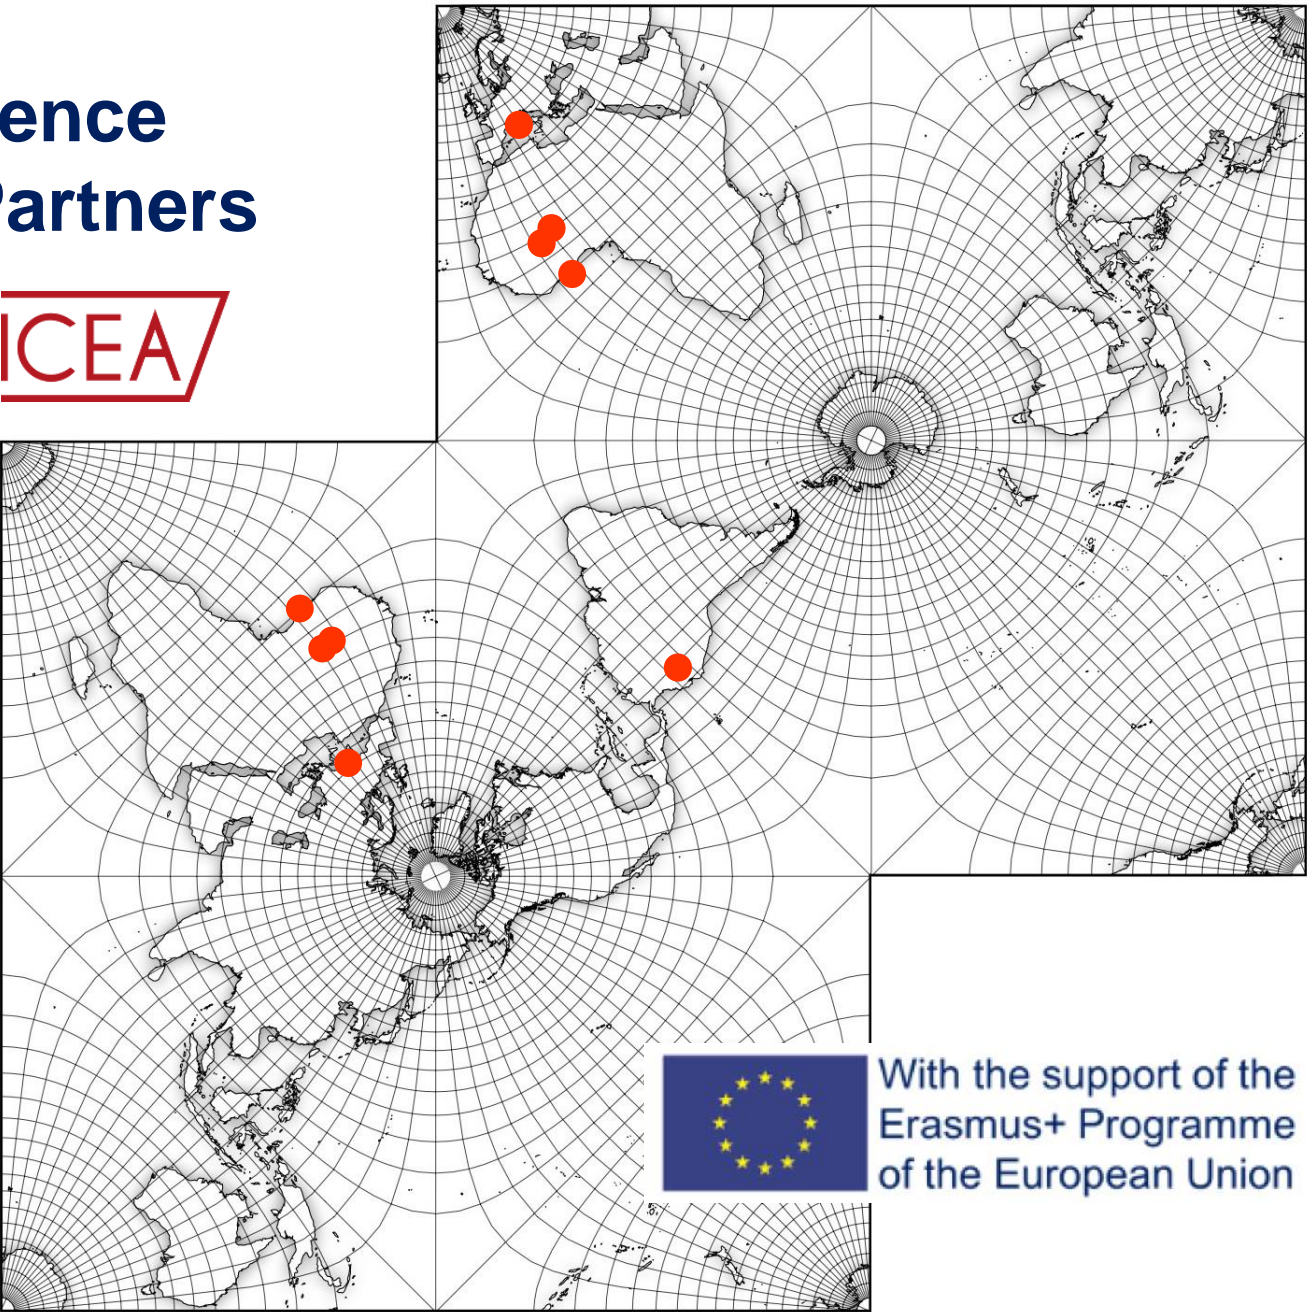 ence
Partners
ICEA
With the support of the
Erasmus+ Programme
of the European Union